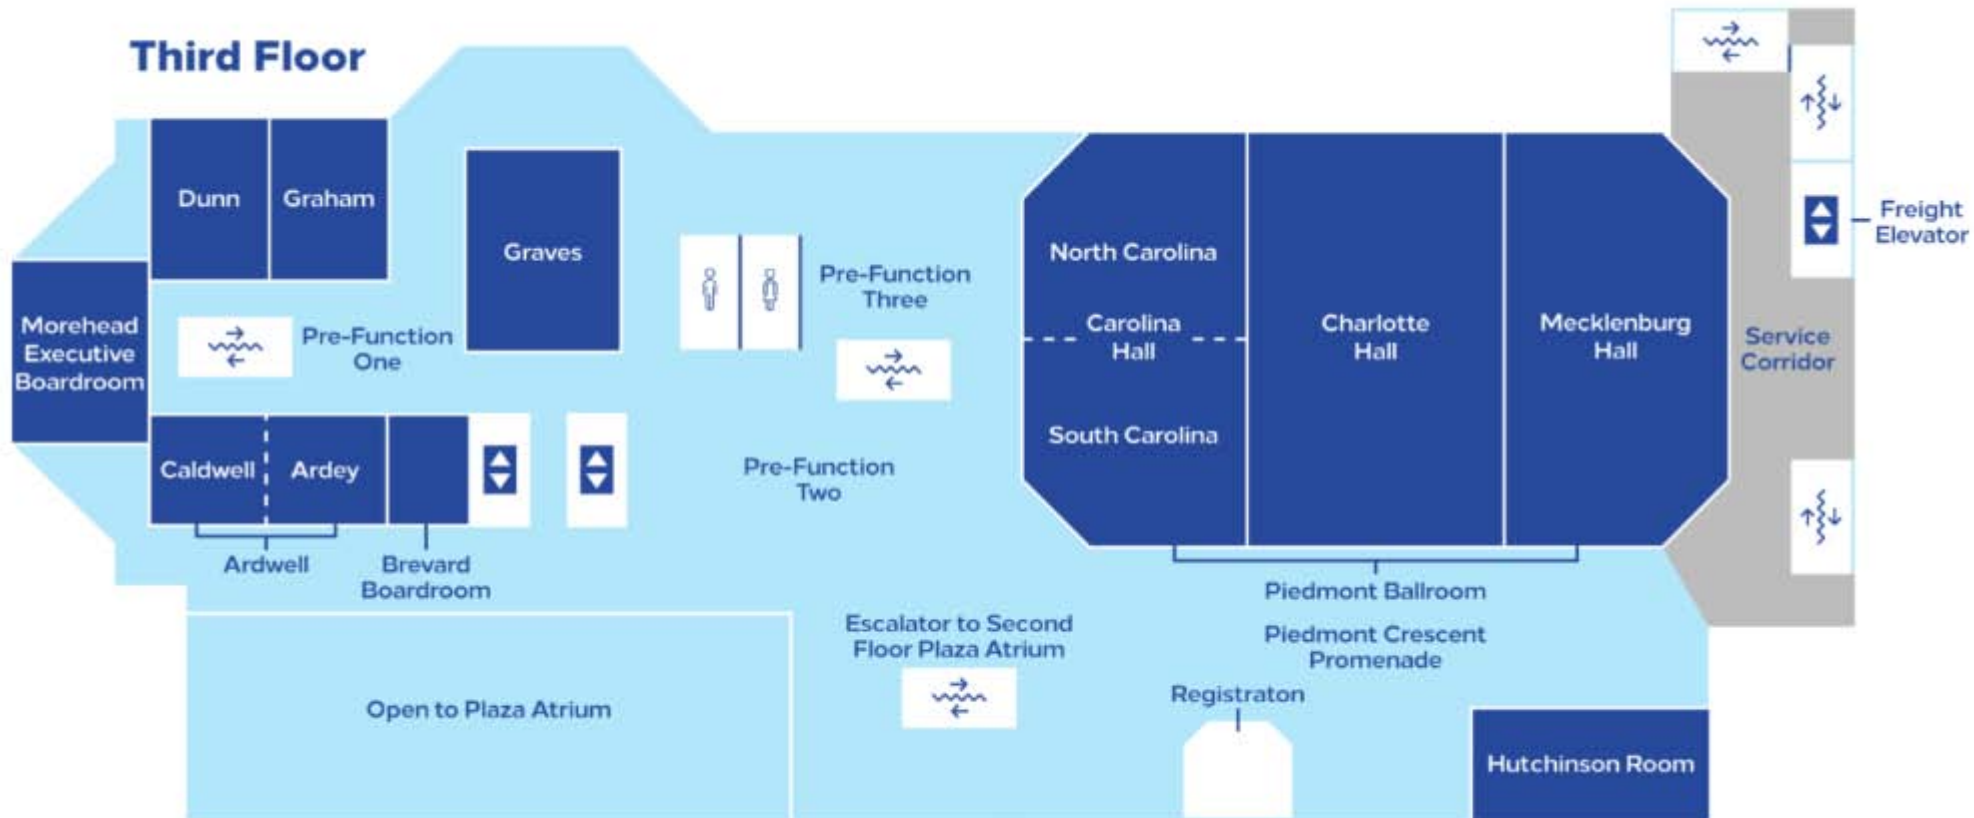 Third Floor
Dunn
Graham
Graves
Morehead
Executive
Boardroom
Pre-Function
One
Pre-Function
Three
North Carolina
Carolina
Hall
South Carolina
Charlotte
Hall
Mecklenburg
Hall
Freight
Elevator
Service
Corridor
Caldwell
Ardey
Pre-Function
Two
Ardwell
Brevard
Boardroom
Piedmont Ballroom
Escalator to Second
Floor Plaza Atrium
Piedmont Crescent
Promenade
Registraton
Open to Plaza Atrium
Hutchinson Room